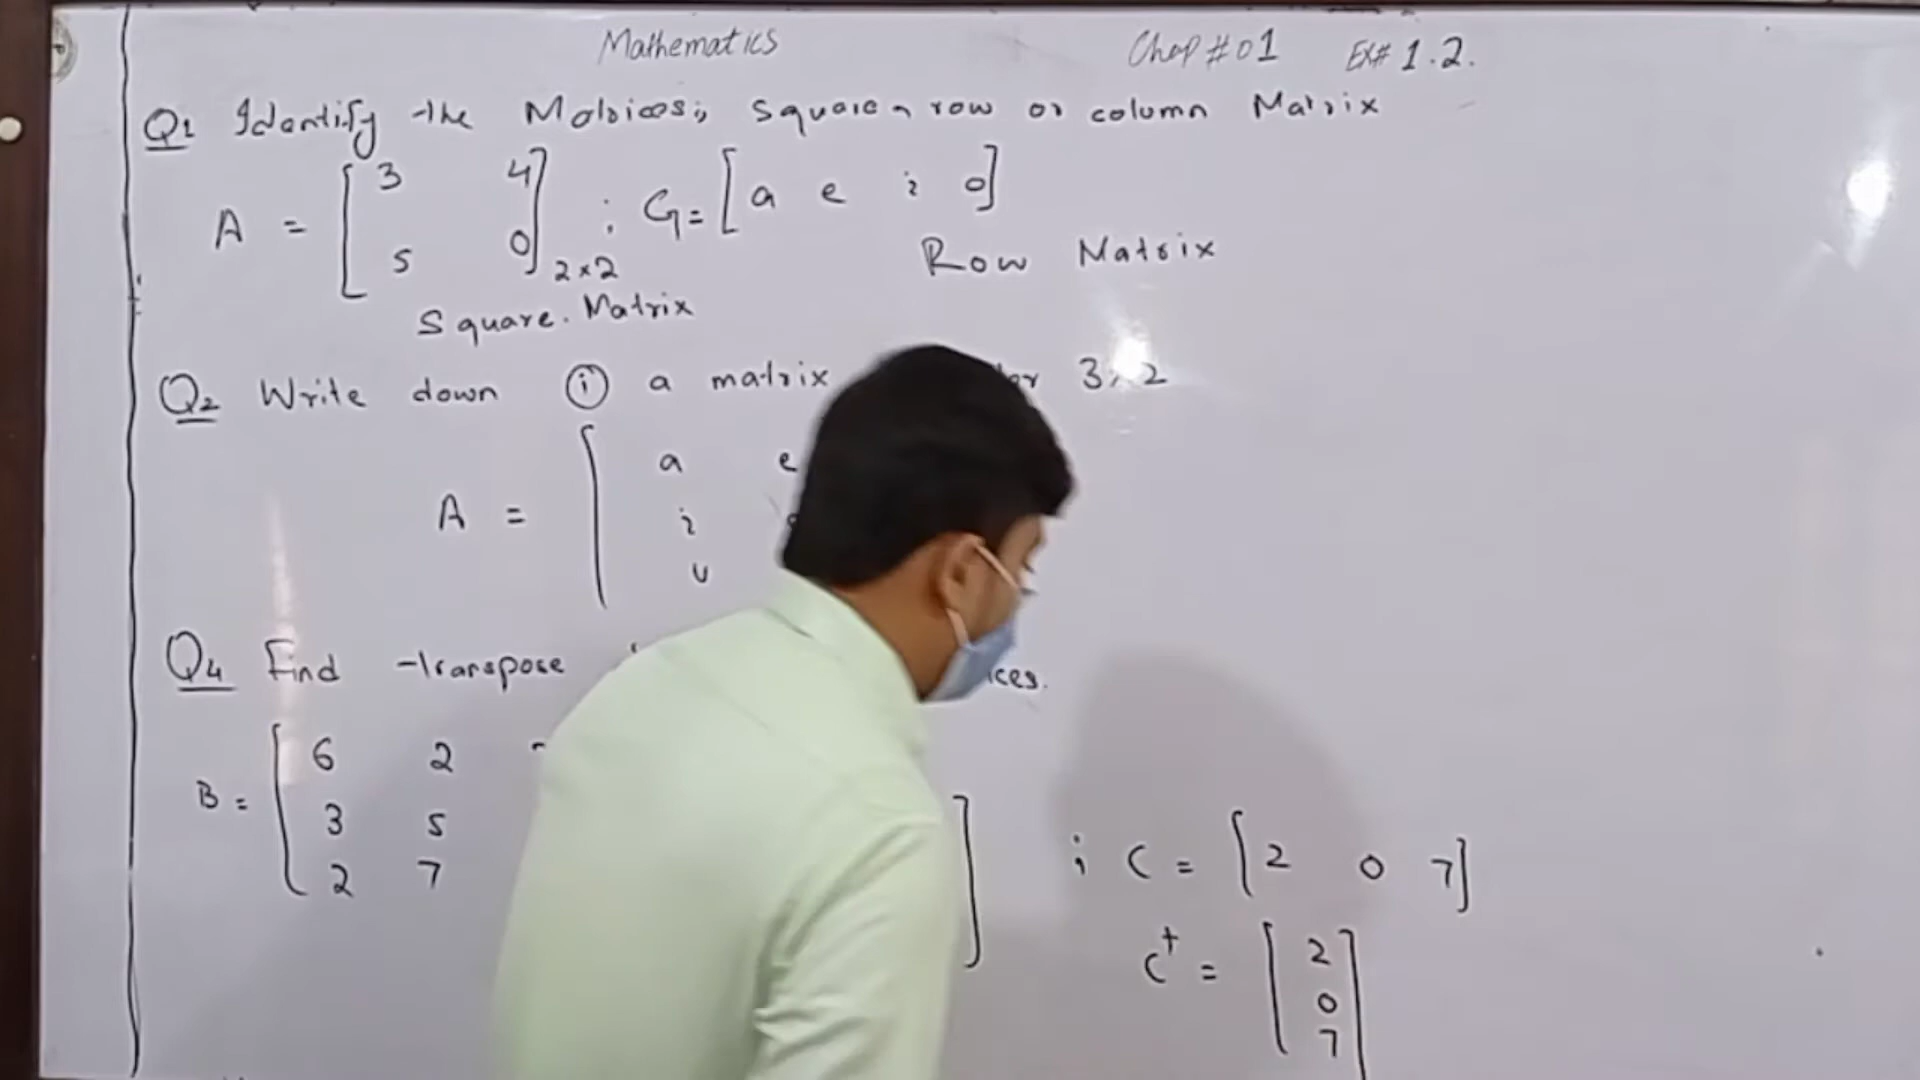 Mathematics Chap #01 Ex# 1.2.
Q1 Identify the Matrices; Square, row or column Matrix
A = [3 4
5 0] 2×2 ; G = [a e i o]
Square. Matrix Row Matrix
Q2 Write down (i) a matrix 3×2
A = [a e
i
u
Q4 Find transpose
B = [6 2
3 5
2 7 ]
; C = [2 0 7]
C^t = [2
0
7]